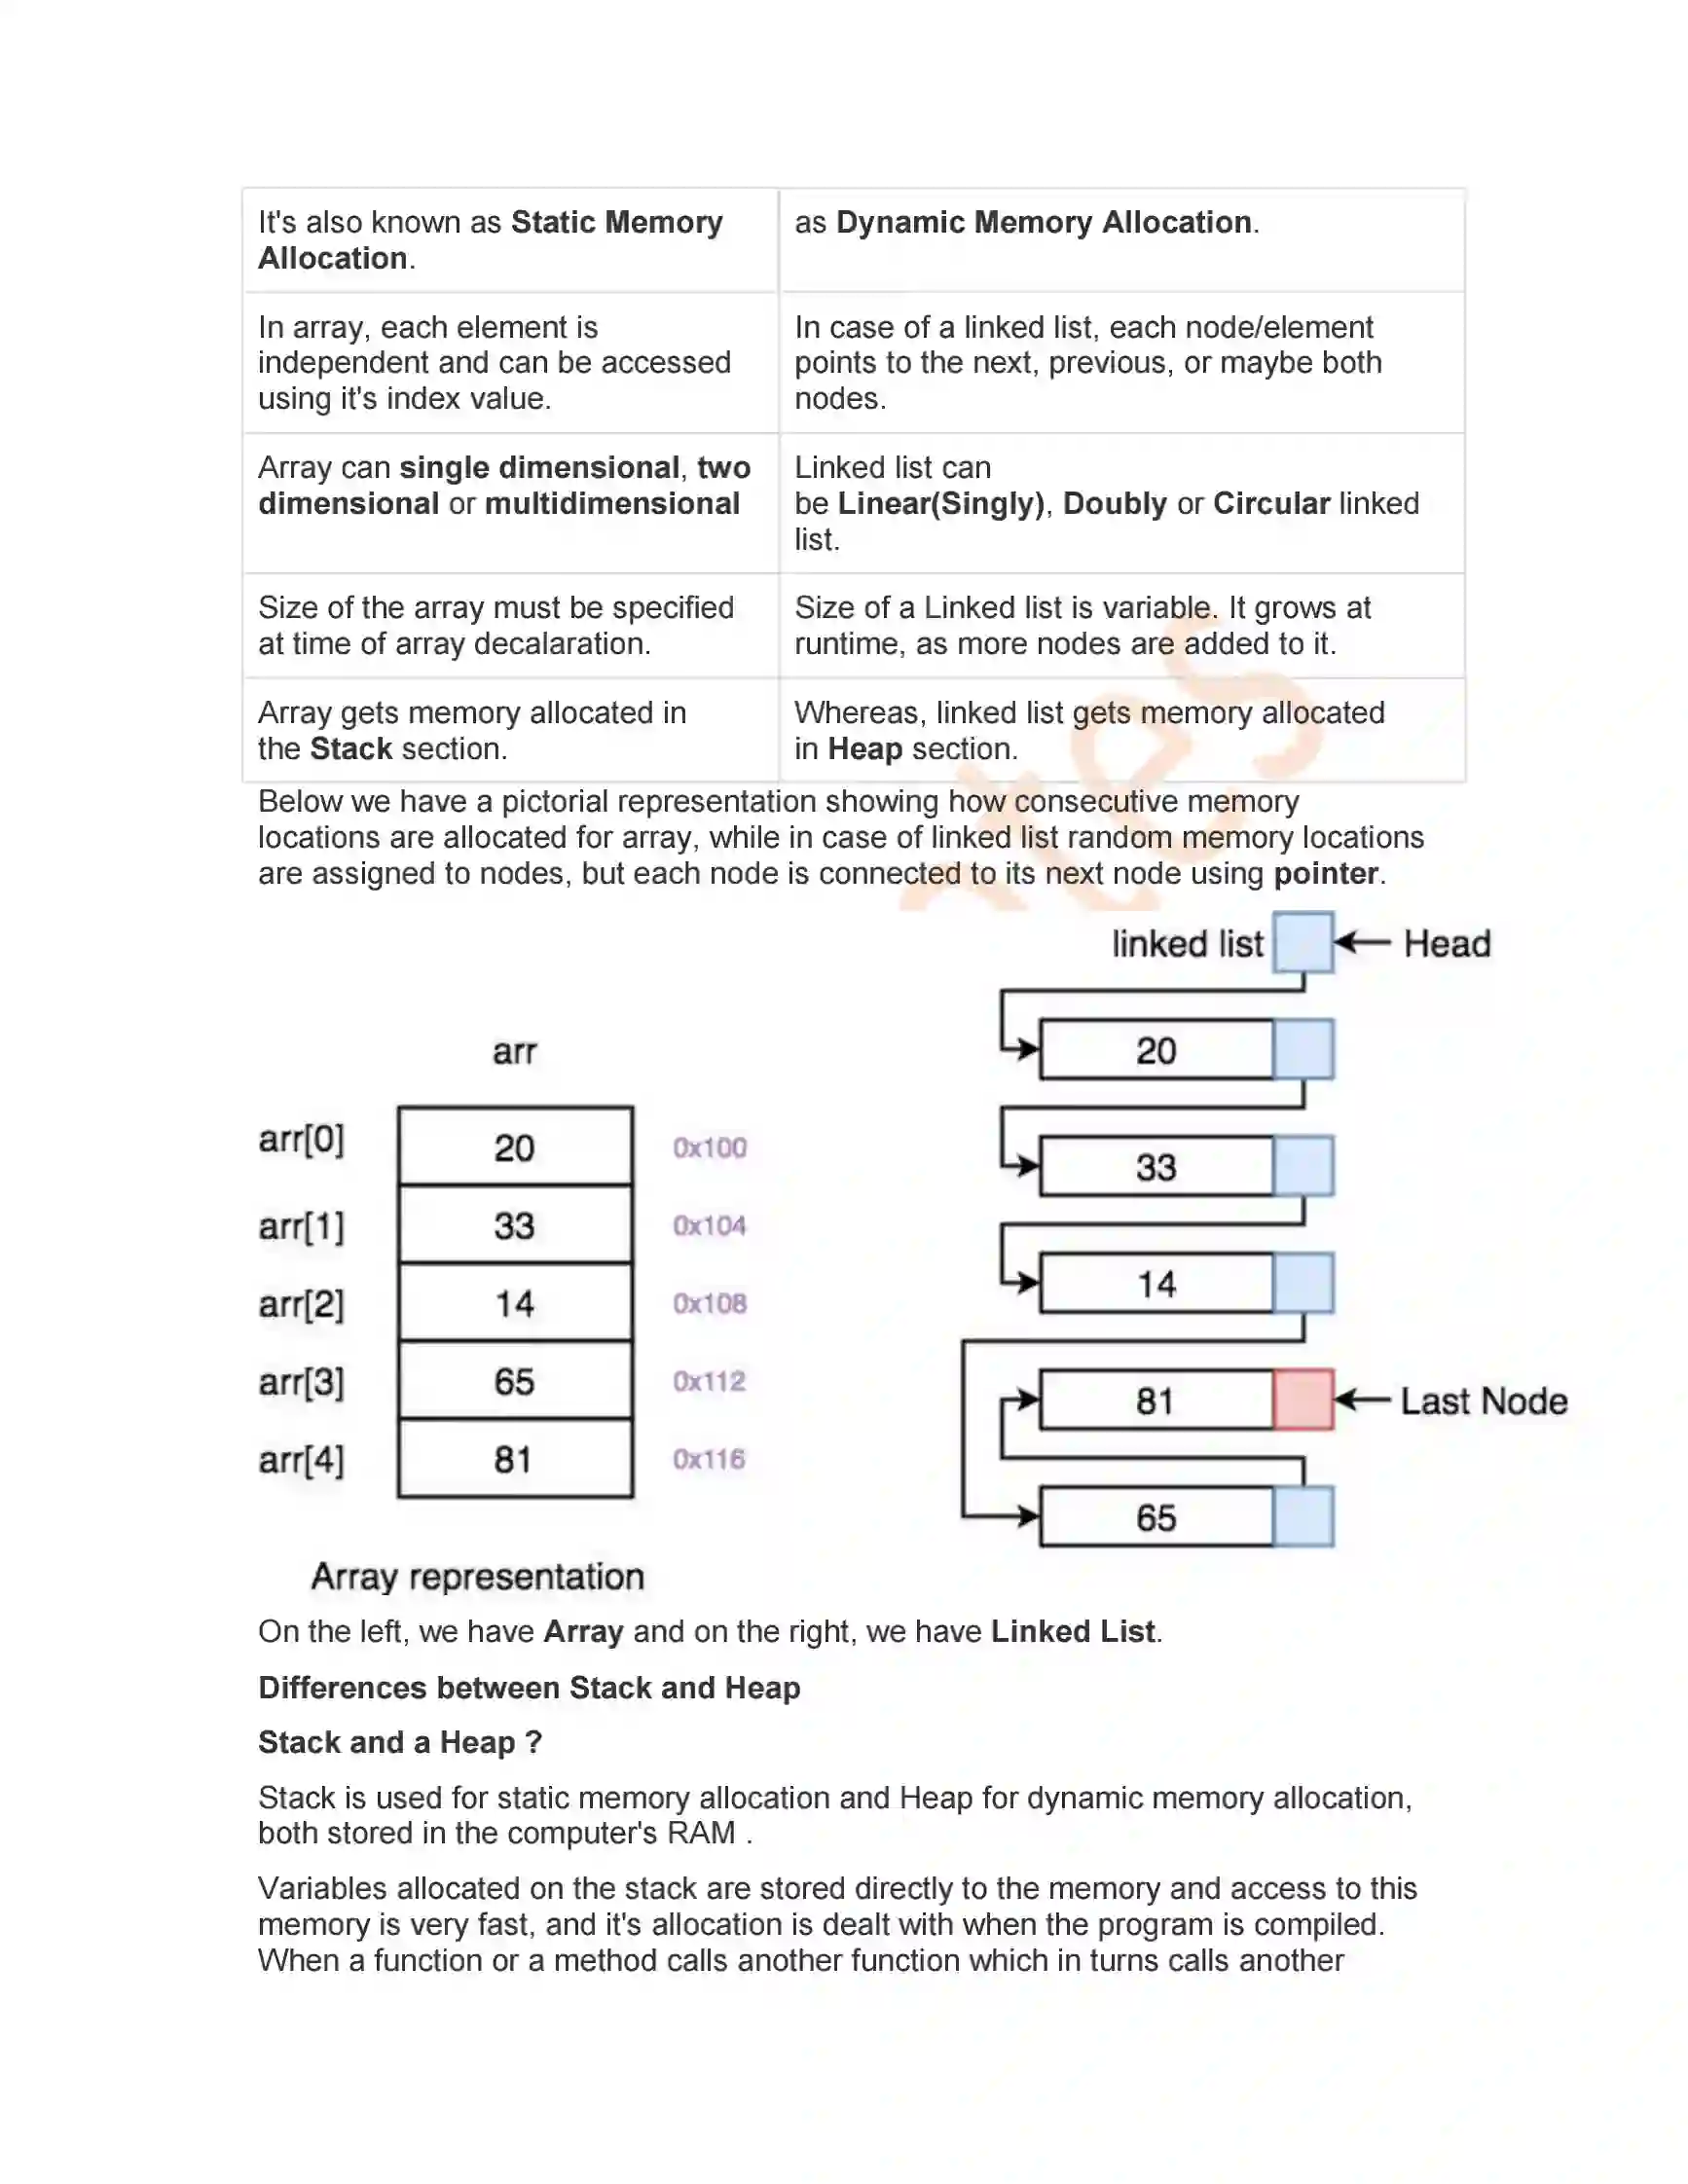 It's also known as Static Memory
Allocation.
as Dynamic Memory Allocation.
In array, each element is
independent and can be accessed
using it's index value.
In case of a linked list, each node/element
points to the next, previous, or maybe both
nodes.
Array can single dimensional, two
dimensional or multidimensional
Linked list can
be Linear(Singly), Doubly or Circular linked
list.
Size of the array must be specified
at time of array decalaration.
Size of a Linked list is variable. It grows at
runtime, as more nodes are added to it.
Array gets memory allocated in
the Stack section.
Whereas, linked list gets memory allocated
in Heap section.
Below we have a pictorial representation showing how consecutive memory
locations are allocated for array, while in case of linked list random memory locations
are assigned to nodes, but each node is connected to its next node using pointer.
arr
arr[0] 20 0x100
arr[1] 33 0x104
arr[2] 14 0x108
arr[3] 65 0x112
arr[4] 81 0x116
Array representation
linked list Head
20
33
14
81 Last Node
65
On the left, we have Array and on the right, we have Linked List.
Differences between Stack and Heap
Stack and a Heap ?
Stack is used for static memory allocation and Heap for dynamic memory allocation,
both stored in the computer's RAM .
Variables allocated on the stack are stored directly to the memory and access to this
memory is very fast, and it's allocation is dealt with when the program is compiled.
When a function or a method calls another function which in turns calls another